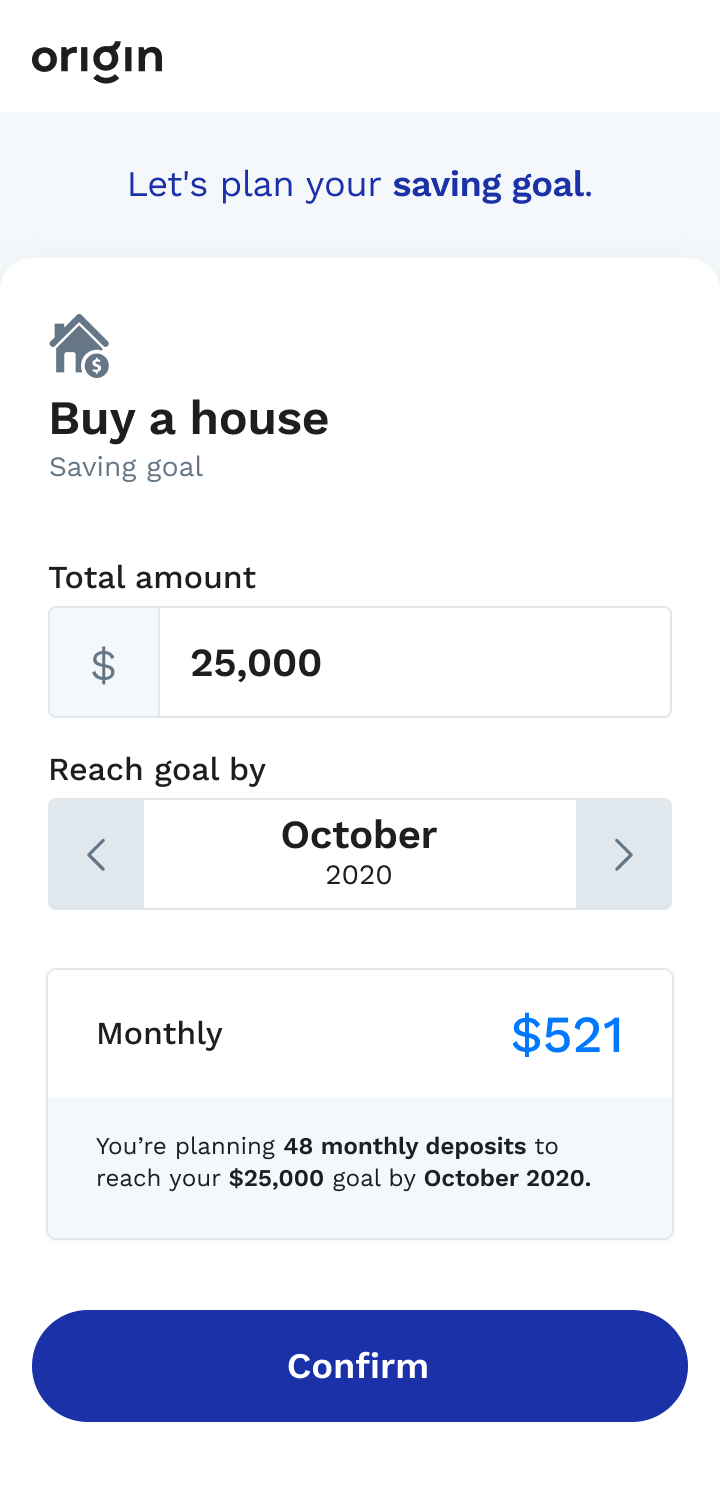 origin
Let's plan your saving goal.
$
Buy a house
Saving goal
Total amount
$ 25,000
Reach goal by
October
2020
Monthly $521
You’re planning 48 monthly deposits to
reach your $25,000 goal by October 2020.
Confirm